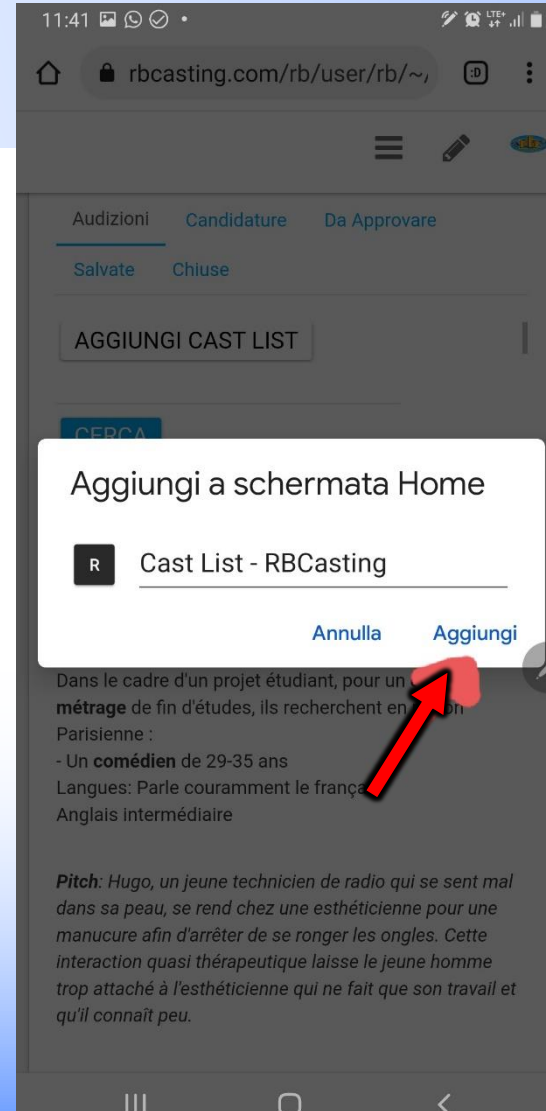 11:41
LTE+
rbcasting.com/rb/user/rb/~,
:D
Audizioni Candidature Da Approvare
Salvate Chiuse
AGGIUNGI CAST LIST
CERCA
Aggiungi a schermata Home
R Cast List - RBCasting
Annulla Aggiungi
Dans le cadre d'un projet étudiant, pour un
métrage de fin d'études, ils recherchent en
Parisienne :
- Un comédien de 29-35 ans
Langues: Parle couramment le
Anglais intermédiaire
Pitch: Hugo, un jeune technicien de radio qui se sent mal
dans sa peau, se rend chez une esthéticienne pour une
manucure afin d'arrêter de se ronger les ongles. Cette
interaction quasi thérapeutique laisse le jeune homme
trop attaché à l'esthéticienne qui ne fait que son travail et
qu'il connaît peu.